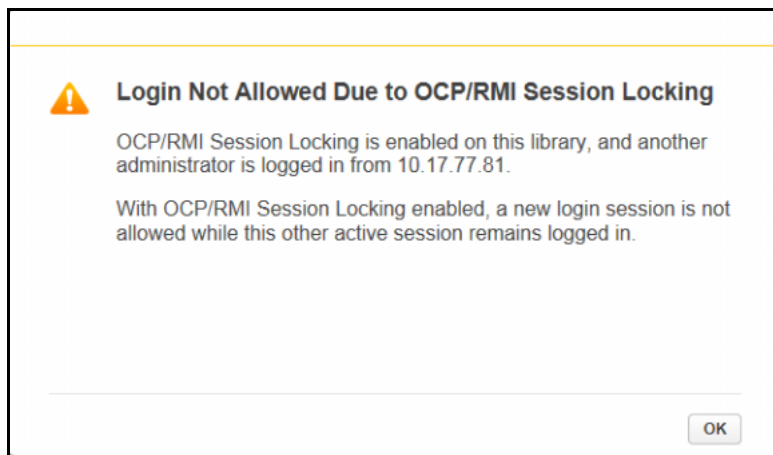 Login Not Allowed Due to OCP/RMI Session Locking
OCP/RMI Session Locking is enabled on this library, and another
administrator is logged in from 10.17.77.81.
With OCP/RMI Session Locking enabled, a new login session is not
allowed while this other active session remains logged in.
OK